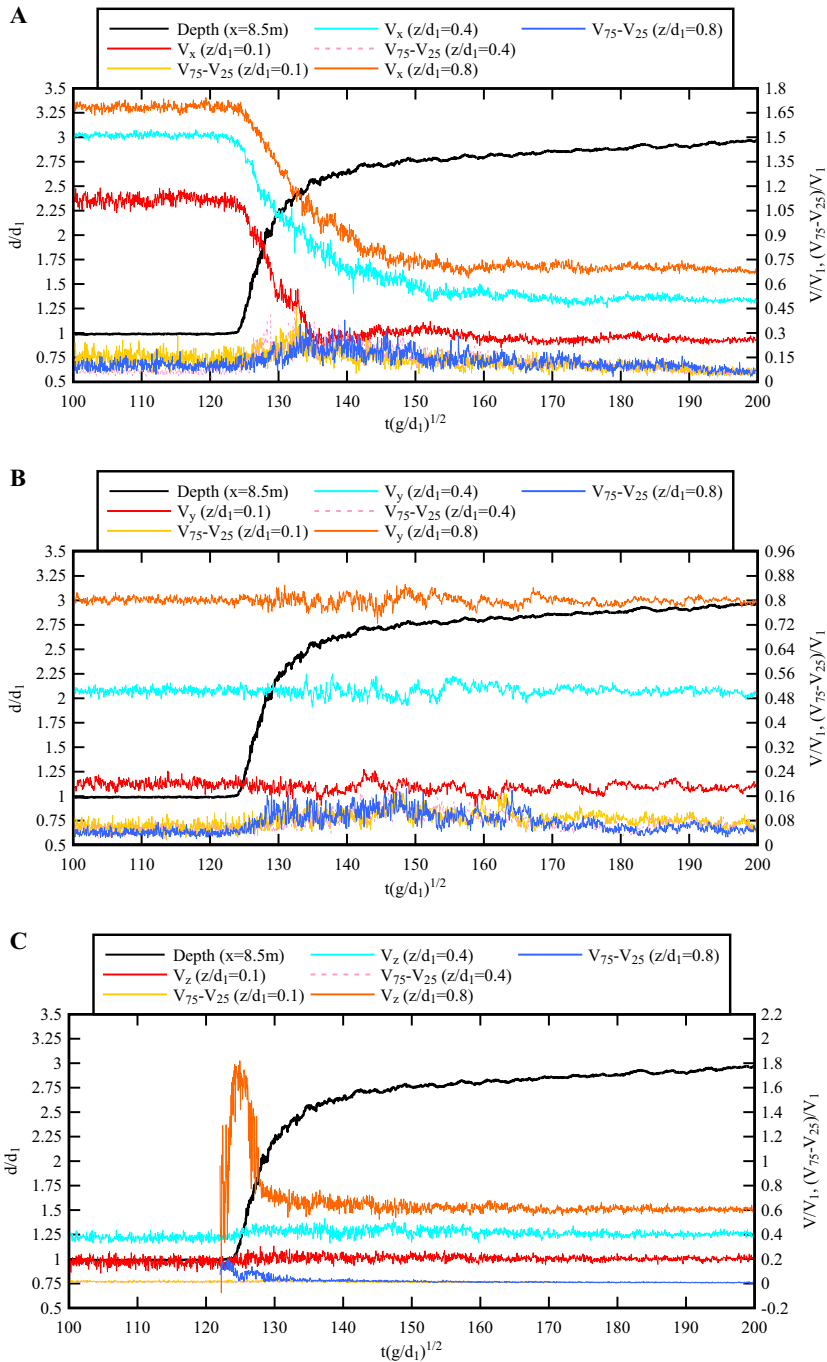 A
Depth (x=8.5m) Vx (z/d1=0.4) V75-V25 (z/d1=0.8)
Vx (z/d1=0.1) V75-V25 (z/d1=0.4)
V75-V25 (z/d1=0.1) Vx (z/d1=0.8)
3.5 1.8
3.25 1.65
3 1.5
2.75 1.35
2.5 1.2
2.25 1.05
2 0.9
1.75 0.75
1.5 0.6
1.25 0.45
1 0.3
0.75 0.15
0.5 0
d/d1
V/V1, (V75-V25)/V1
100 110 120 130 140 150 160 170 180 190 200
t(g/d1)1/2
B
Depth (x=8.5m) Vy (z/d1=0.4) V75-V25 (z/d1=0.8)
Vy (z/d1=0.1) V75-V25 (z/d1=0.4)
V75-V25 (z/d1=0.1) Vy (z/d1=0.8)
3.5 0.96
3.25 0.88
3 0.8
2.75 0.72
2.5 0.64
2.25 0.56
2 0.48
1.75 0.4
1.5 0.32
1.25 0.24
1 0.16
0.75 0.08
0.5 0
d/d1
V/V1, (V75-V25)/V1
100 110 120 130 140 150 160 170 180 190 200
t(g/d1)1/2
C
Depth (x=8.5m) Vz (z/d1=0.4) V75-V25 (z/d1=0.8)
Vz (z/d1=0.1) V75-V25 (z/d1=0.4)
V75-V25 (z/d1=0.1) Vz (z/d1=0.8)
3.5 2.2
3.25 2
3 1.8
2.75 1.6
2.5 1.4
2.25 1.2
2 1
1.75 0.8
1.5 0.6
1.25 0.4
1 0.2
0.75 0
0.5 -0.2
d/d1
V/V1, (V75-V25)/V1
100 110 120 130 140 150 160 170 180 190 200
t(g/d1)1/2